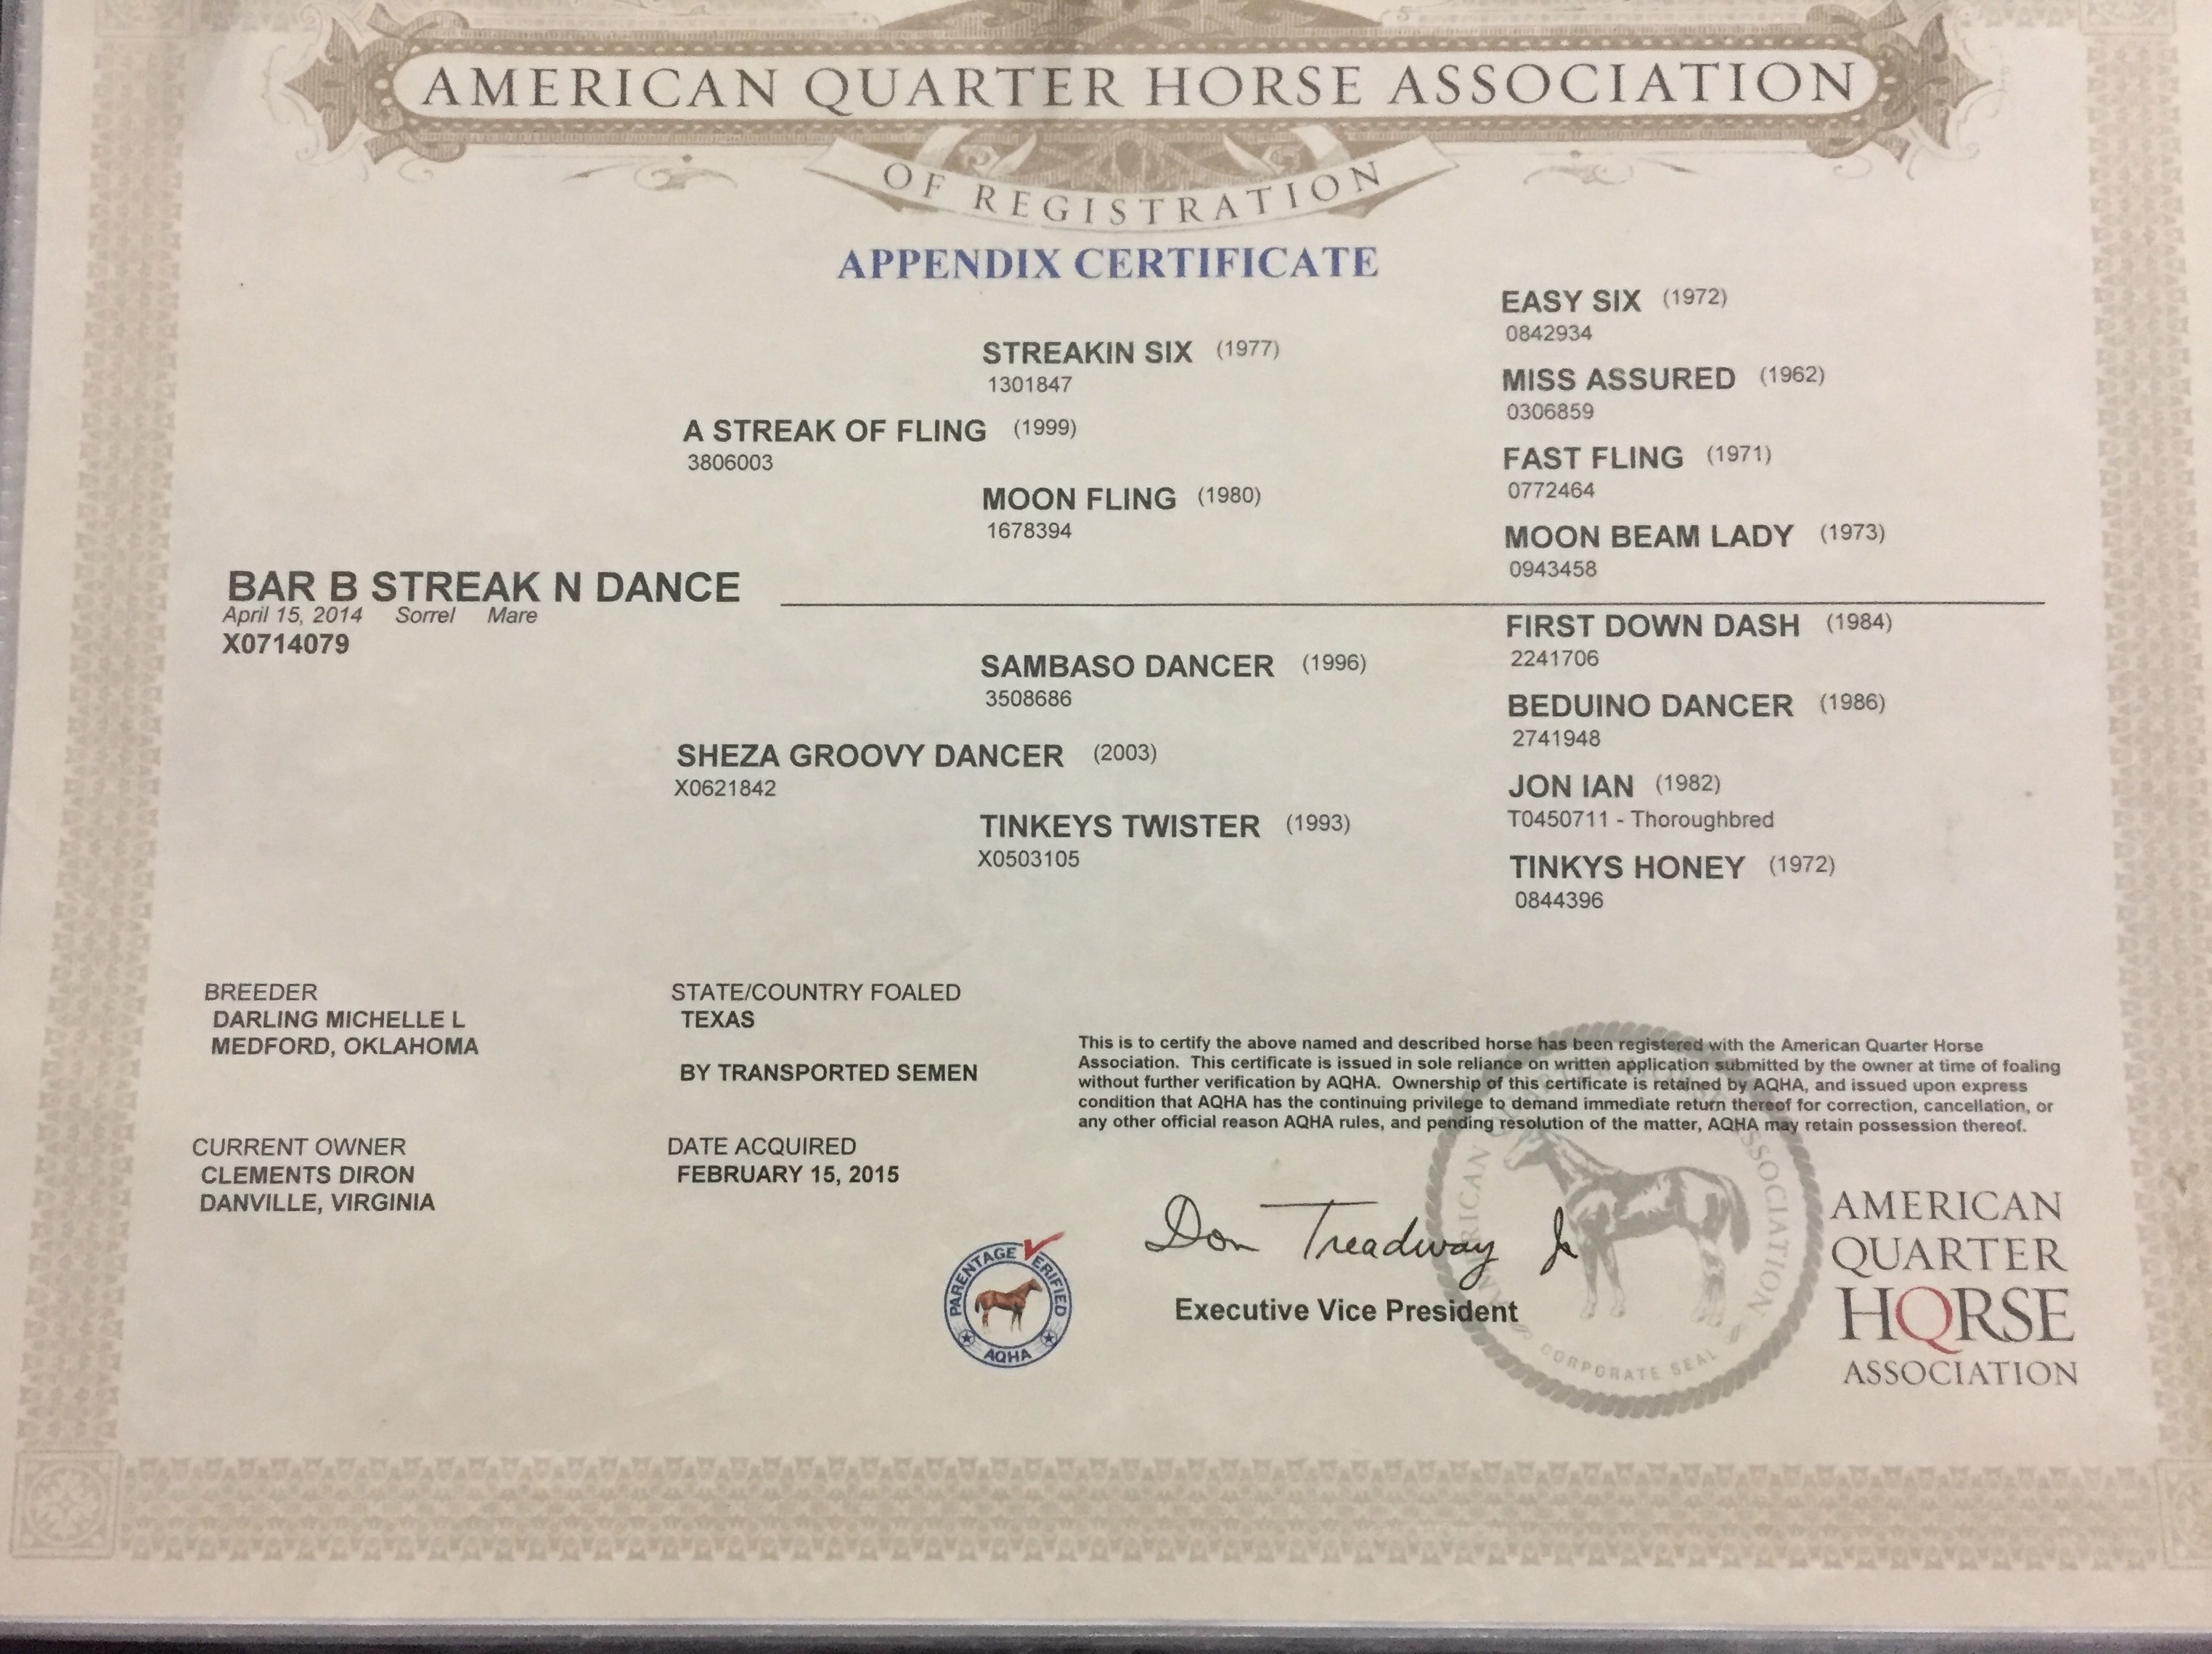 AMERICAN QUARTER HORSE ASSOCIATION
OF REGISTRATION
APPENDIX CERTIFICATE
EASY SIX (1972)
0842934
STREAKIN SIX (1977)
1301847
MISS ASSURED (1962)
0306859
A STREAK OF FLING (1999)
3806003
FAST FLING (1971)
0772464
MOON FLING (1980)
1678394
MOON BEAM LADY (1973)
0943458
BAR B STREAK N DANCE
April 15, 2014 Sorrel Mare
X0714079
FIRST DOWN DASH (1984)
2241706
SAMBASO DANCER (1996)
3508686
BEDUINO DANCER (1986)
2741948
SHEZA GROOVY DANCER (2003)
X0621842
JON IAN (1982)
T0450711 - Thoroughbred
TINKEYS TWISTER (1993)
X0503105
TINKYS HONEY (1972)
0844396
BREEDER
DARLING MICHELLE L
MEDFORD, OKLAHOMA
STATE/COUNTRY FOALED
TEXAS
BY TRANSPORTED SEMEN
This is to certify the above named and described horse has been registered with the American Quarter Horse
Association. This certificate is issued in sole reliance on written application submitted by the owner at time of foaling
without further verification by AQHA. Ownership of this certificate is retained by AQHA, and issued upon express
condition that AQHA has the continuing privilege to demand immediate return thereof for correction, cancellation, or
any other official reason AQHA rules, and pending resolution of the matter, AQHA may retain possession thereof.
CURRENT OWNER
CLEMENTS DIRON
DANVILLE, VIRGINIA
DATE ACQUIRED
FEBRUARY 15, 2015
PARENTAGE VERIFIED
AQHA
Don Treadway Jr
Executive Vice President
ASSOCIATION
CORPORATE SEAL
AMERICAN
QUARTER
HORSE
ASSOCIATION